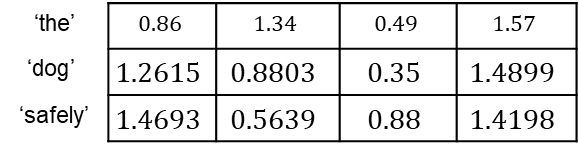 ‘the’ 0.86 1.34 0.49 1.57
‘dog’ 1.2615 0.8803 0.35 1.4899
‘safely’ 1.4693 0.5639 0.88 1.4198